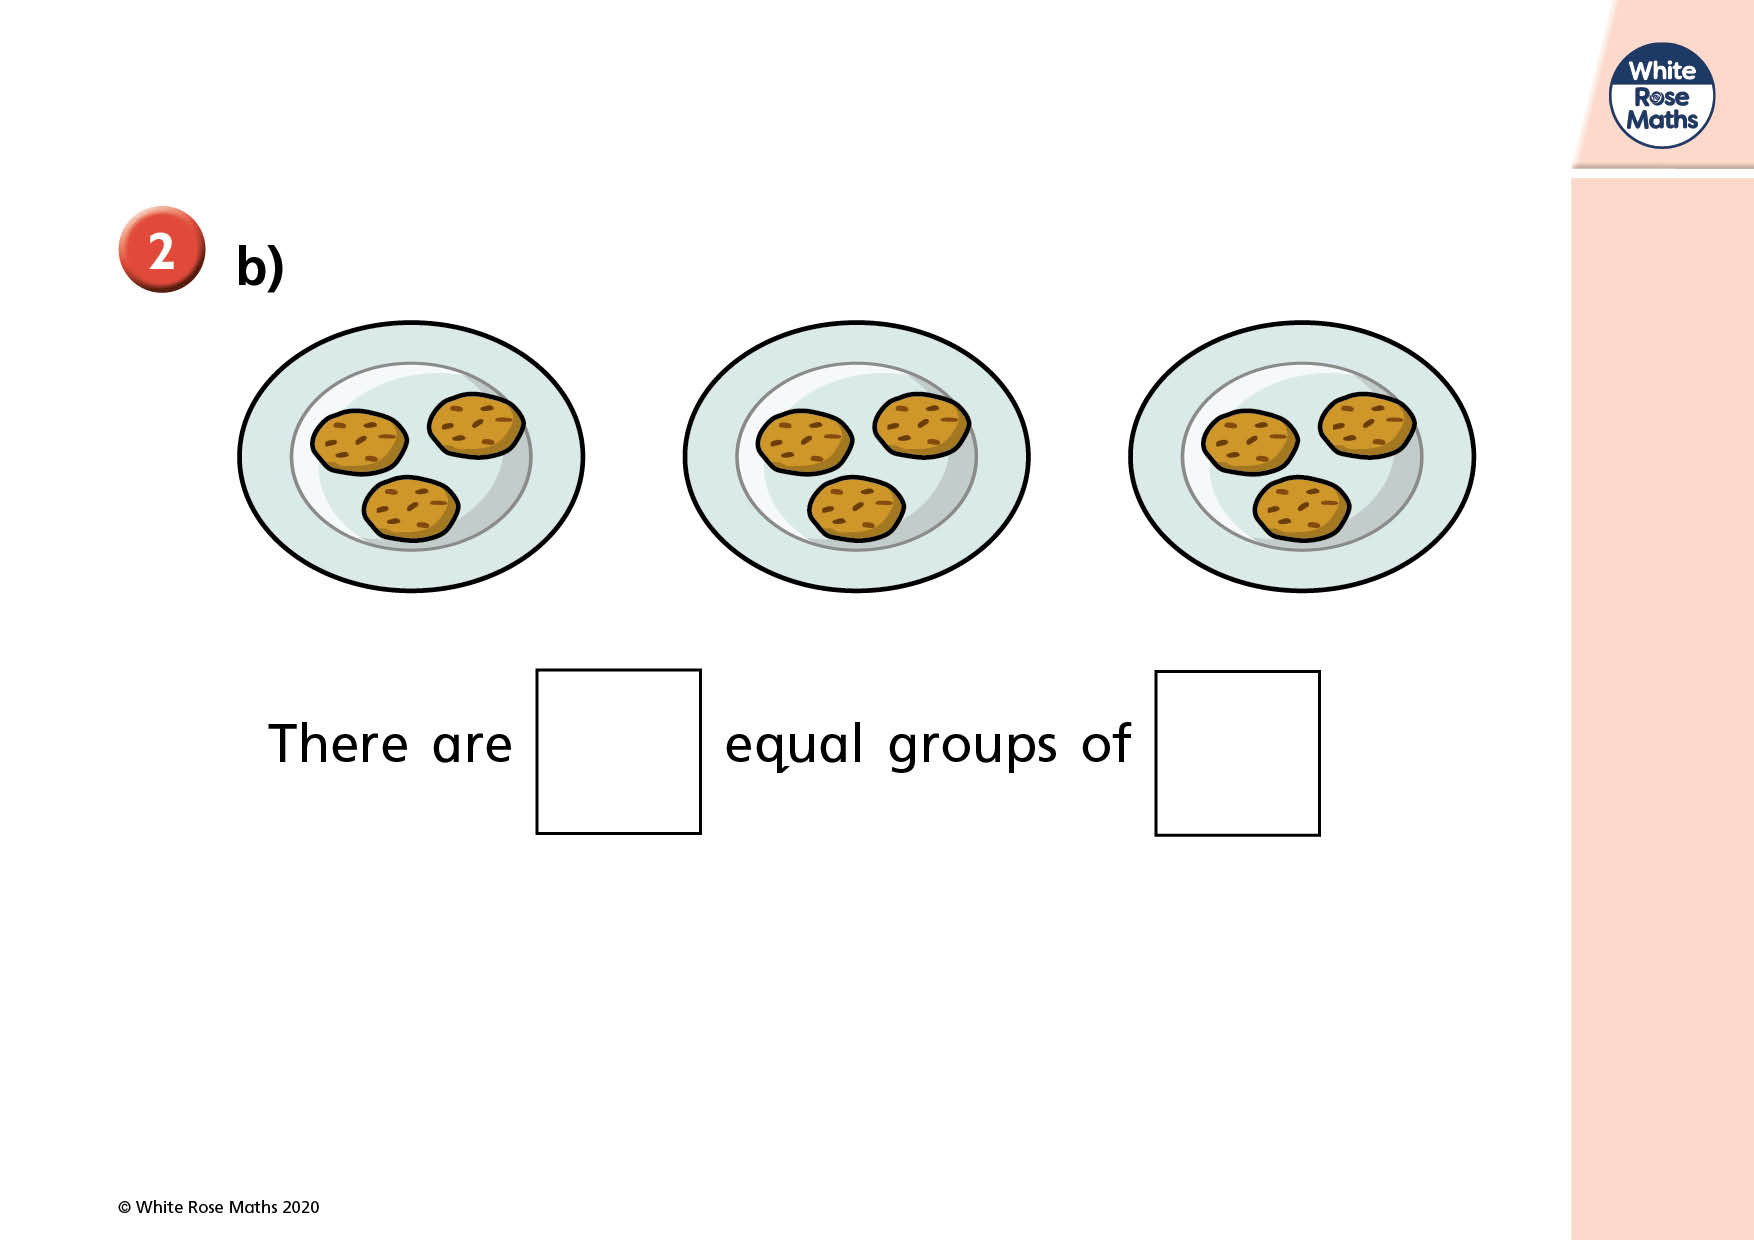 White
Rose
Maths
2 b)
There are equal groups of
© White Rose Maths 2020